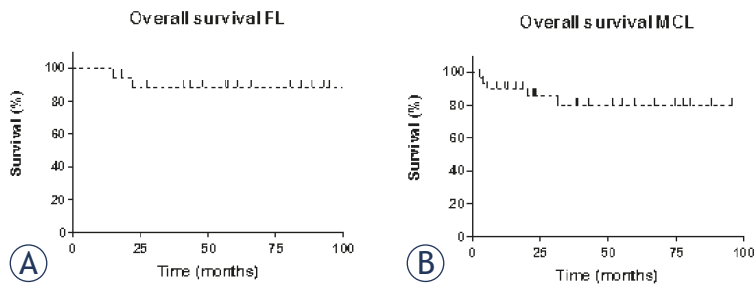 Overall survival FL
100
80
60
40
20
0
Survival (%)
0 25 50 75 100
Time (months)
A
Overall survival MCL
100
80
60
40
20
0
Survival (%)
0 25 50 75 100
Time (months)
B